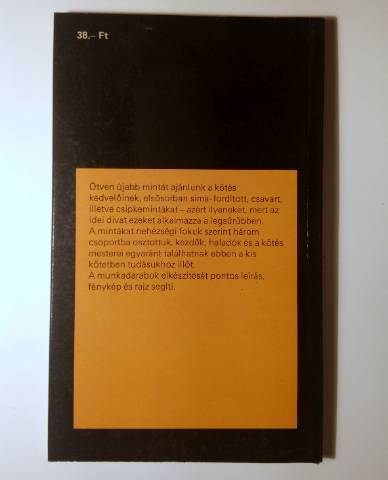 38,– Ft
Ötven újabb mintát ajánlunk a kötés
kedvelőinek, elsősorban sima-fordított, csavart,
illetve csipkemintákat – azért ilyeneket, mert az
idei divat ezeket alkalmazza a legsűrűbben.
A mintákat nehézségi fokuk szerint három
csoportba osztottuk, kezdők, haladók és a kötés
mesterei egyaránt találhatnak ebben a kis
kötetben tudásukhoz illőt.
A munkadarabok elkészítését pontos leírás,
fénykép és rajz segíti.